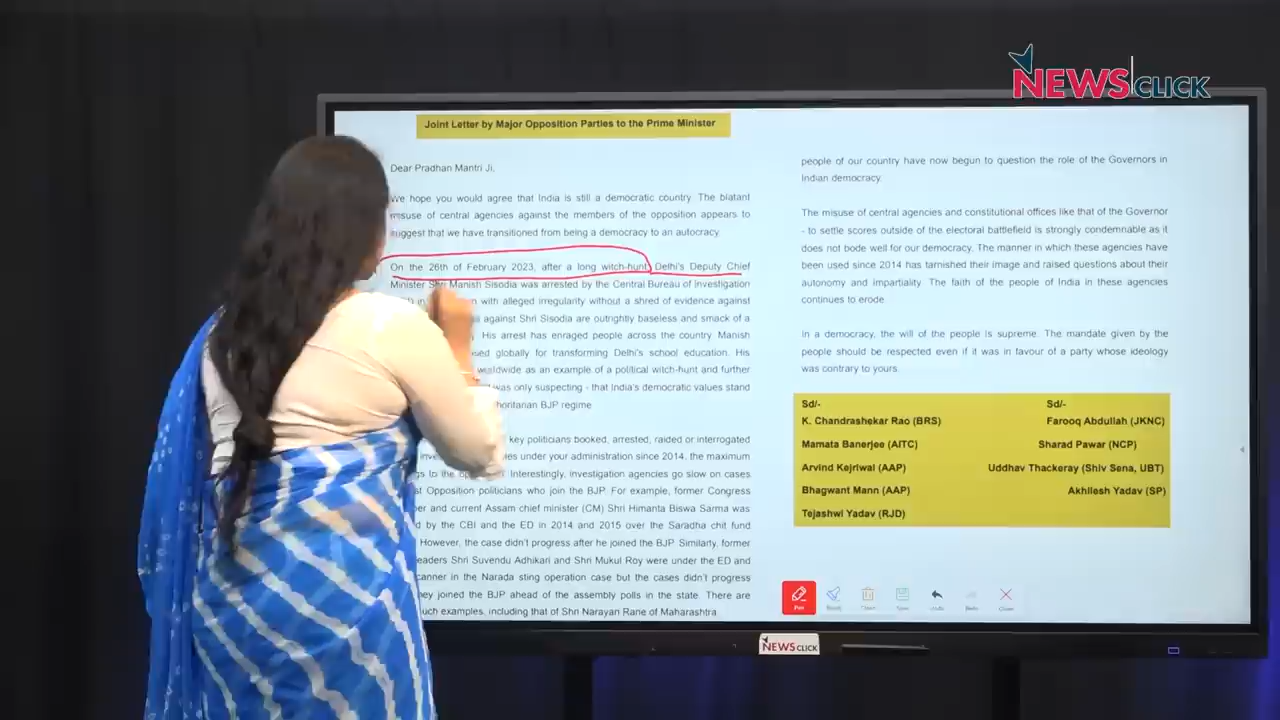 NEWSCLICK
Joint Letter by Major Opposition Parties to the Prime Minister
Dear Pradhan Mantri Ji,
We hope you would agree that India is still a democratic country. The blatant
misuse of central agencies against the members of the opposition appears to
suggest that we have transitioned from being a democracy to an autocracy.
On the 26th of February 2023, after a long witch-hunt, Delhi's Deputy Chief
Minister Shri Manish Sisodia was arrested by the Central Bureau of Investigation
with alleged irregularity without a shred of evidence against
against Shri Sisodia are outrightly baseless and smack of a
His arrest has enraged people across the country. Manish
globally for transforming Delhi's school education. His
worldwide as an example of a political witch-hunt and further
was only suspecting - that India's democratic values stand
BJP regime.
key politicians booked, arrested, raided or interrogated
under your administration since 2014, the maximum
to the Interestingly, investigation agencies go slow on cases
Opposition politicians who join the BJP. For example, former Congress
and current Assam chief minister (CM) Shri Himanta Biswa Sarma was
by the CBI and the ED in 2014 and 2015 over the Saradha chit fund
However, the case didn't progress after he joined the BJP. Similarly, former
Shri Suvendu Adhikari and Shri Mukul Roy were under the ED and
in the Narada sting operation case but the cases didn't progress
joined the BJP ahead of the assembly polls in the state. There are
examples, including that of Shri Narayan Rane of Maharashtra.
people of our country have now begun to question the role of the Governors in
Indian democracy.
The misuse of central agencies and constitutional offices like that of the Governor
- to settle scores outside of the electoral battlefield is strongly condemnable as it
does not bode well for our democracy. The manner in which these agencies have
been used since 2014 has tarnished their image and raised questions about their
autonomy and impartiality. The faith of the people of India in these agencies
continues to erode.
In a democracy, the will of the people is supreme. The mandate given by the
people should be respected even if it was in favour of a party whose ideology
was contrary to yours.
Sd/-
K. Chandrashekar Rao (BRS)
Mamata Banerjee (AITC)
Arvind Kejriwal (AAP)
Bhagwant Mann (AAP)
Tejashwi Yadav (RJD)
Sd/-
Farooq Abdullah (JKNC)
Sharad Pawar (NCP)
Uddhav Thackeray (Shiv Sena, UBT)
Akhilesh Yadav (SP)
Pen
Undo
Close
NEWSCLICK